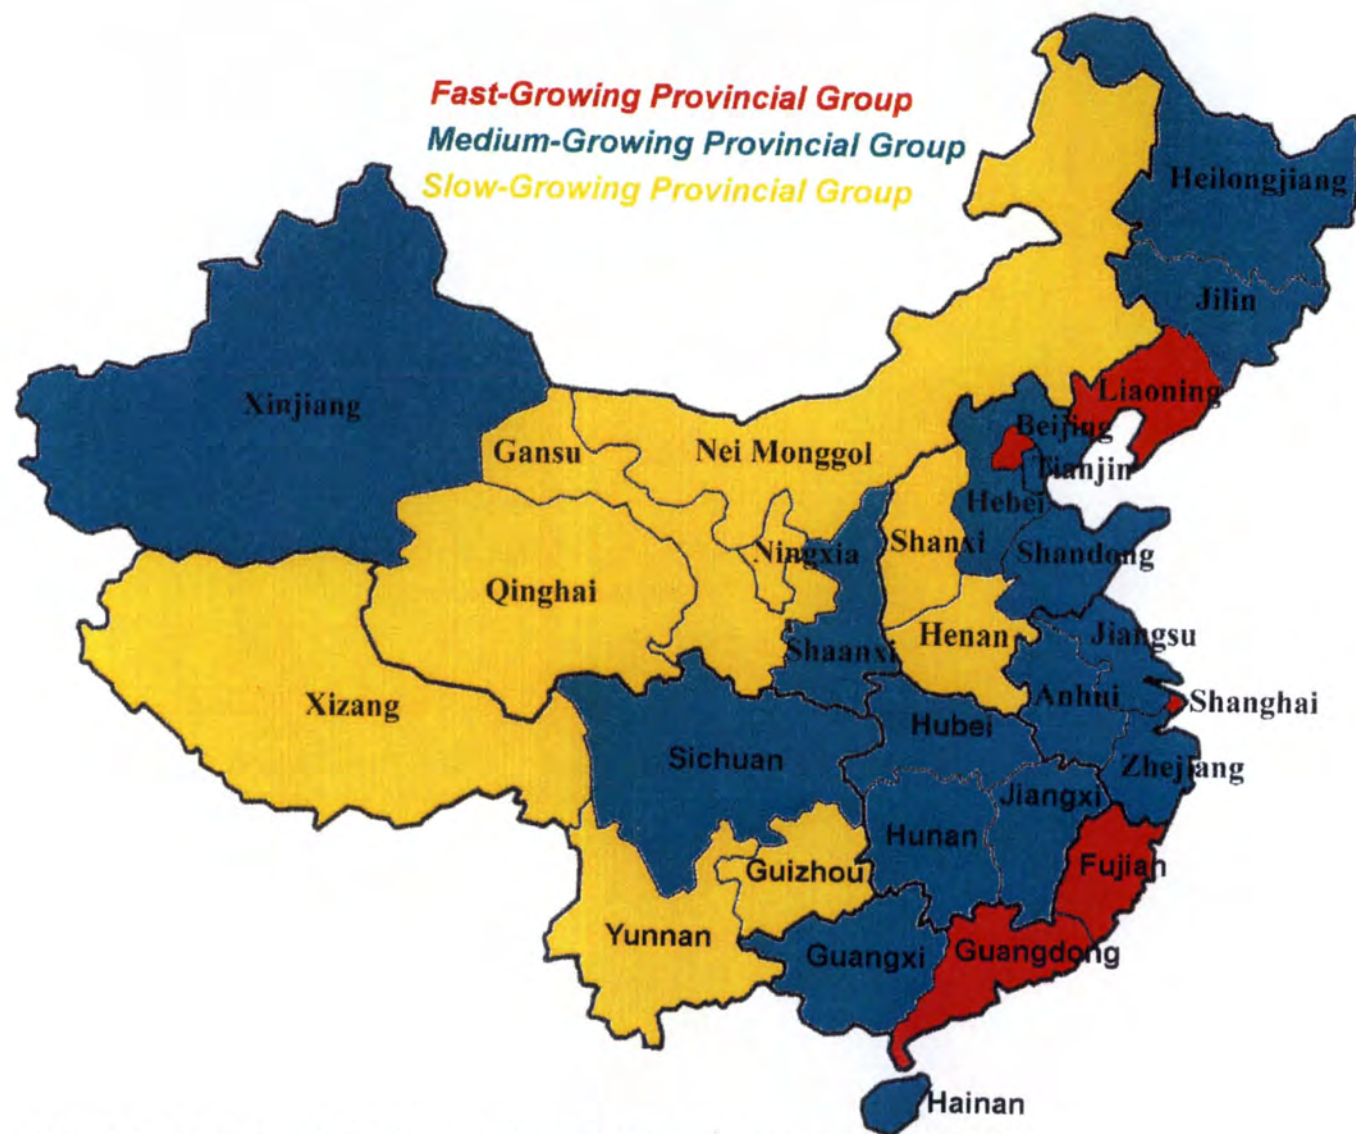 Fast-Growing Provincial Group
Medium-Growing Provincial Group
Slow-Growing Provincial Group
Heilongjiang
Jilin
Liaoning
Xinjiang
Beijing
Gansu
Nei Monggol
Tianjin
Hebei
Ningxia
Shanxi
Shandong
Qinghai
Henan
Jiangsu
Shaanxi
Xizang
Anhui
Shanghai
Hubei
Sichuan
Zhejiang
Jiangxi
Hunan
Guizhou
Fujian
Yunnan
Guangxi
Guangdong
Hainan